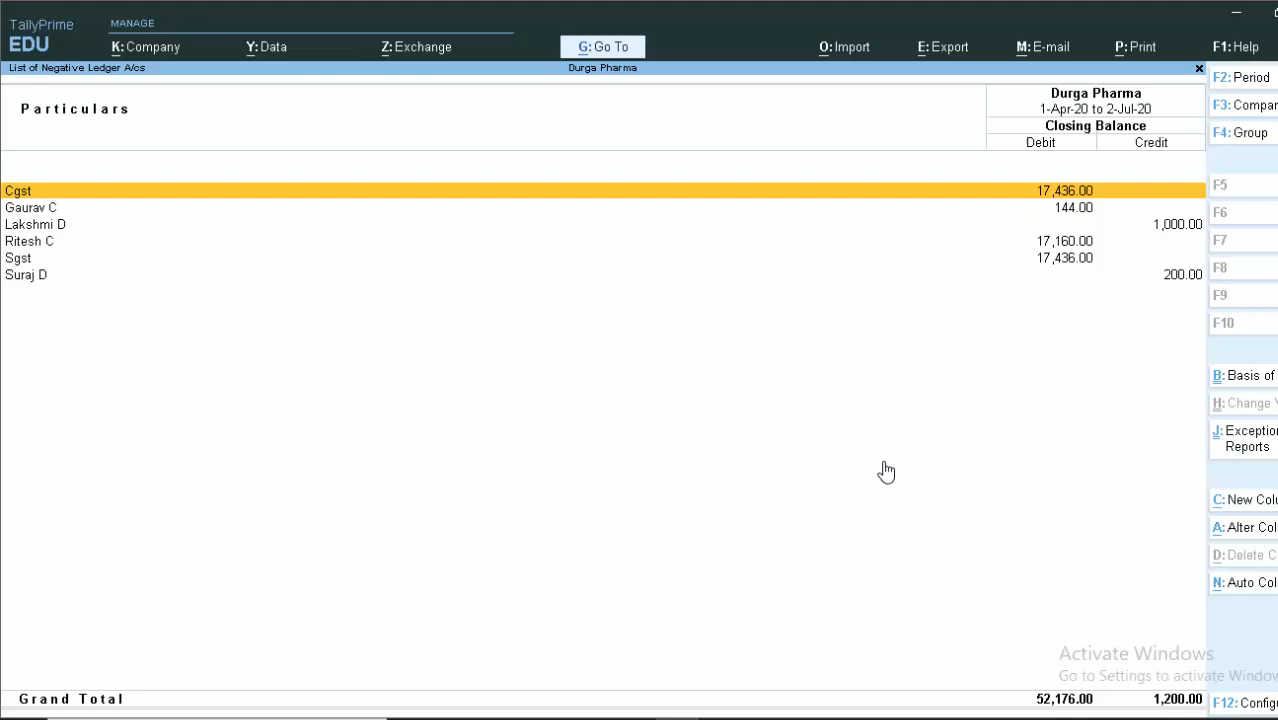 TallyPrime
EDU
MANAGE
K: Company
Y: Data
Z: Exchange
G: Go To
O: Import
E: Export
M: E-mail
P: Print
F1: Help
List of Negative Ledger A/cs
Durga Pharma
F2: Period
F3: Compar
F4: Group
F5
F6
F7
F8
F9
F10
B: Basis of
H: Change
J: Exception
Reports
C: New Colu
A: Alter Col
D: Delete C
N: Auto Col
F12: Config
Particulars
Durga Pharma
1-Apr-20 to 2-Jul-20
Closing Balance
Debit Credit
Cgst 17,436.00
Gaurav C 144.00
Lakshmi D 1,000.00
Ritesh C 17,160.00
Sgst 17,436.00
Suraj D 200.00
Activate Windows
Go to Settings to activate Window
Grand Total 52,176.00 1,200.00